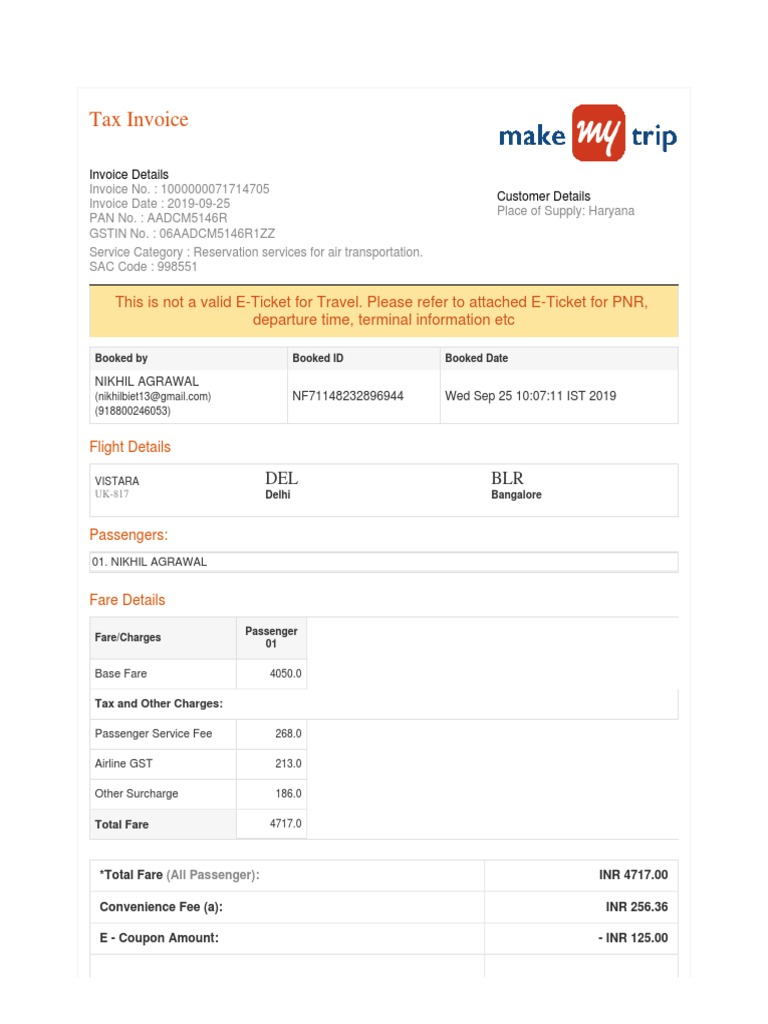 Tax Invoice
make my trip
Invoice Details
Invoice No. : 1000000071714705
Invoice Date : 2019-09-25
PAN No. : AADCM5146R
GSTIN No. : 06AADCM5146R1ZZ
Service Category : Reservation services for air transportation.
SAC Code : 998551
Customer Details
Place of Supply: Haryana
This is not a valid E-Ticket for Travel. Please refer to attached E-Ticket for PNR,
departure time, terminal information etc
Booked by Booked ID Booked Date
NIKHIL AGRAWAL
(nikhilbiet13@gmail.com)
(918800246053)
NF71148232896944
Wed Sep 25 10:07:11 IST 2019
Flight Details
VISTARA
UK-817
DEL
Delhi
BLR
Bangalore
Passengers:
01. NIKHIL AGRAWAL
Fare Details
Fare/Charges
Passenger
01
Base Fare 4050.0
Tax and Other Charges:
Passenger Service Fee 268.0
Airline GST 213.0
Other Surcharge 186.0
Total Fare 4717.0
*Total Fare (All Passenger): INR 4717.00
Convenience Fee (a): INR 256.36
E - Coupon Amount: - INR 125.00